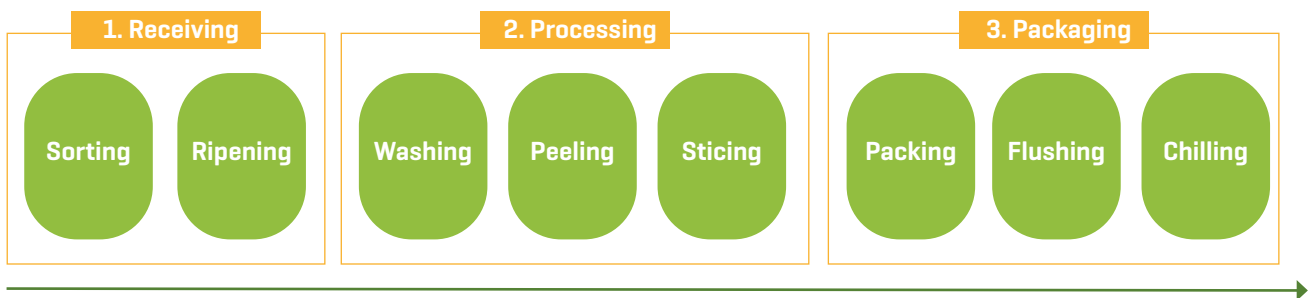 1. Receiving
Sorting
Ripening
2. Processing
Washing
Peeling
Sticing
3. Packaging
Packing
Flushing
Chilling